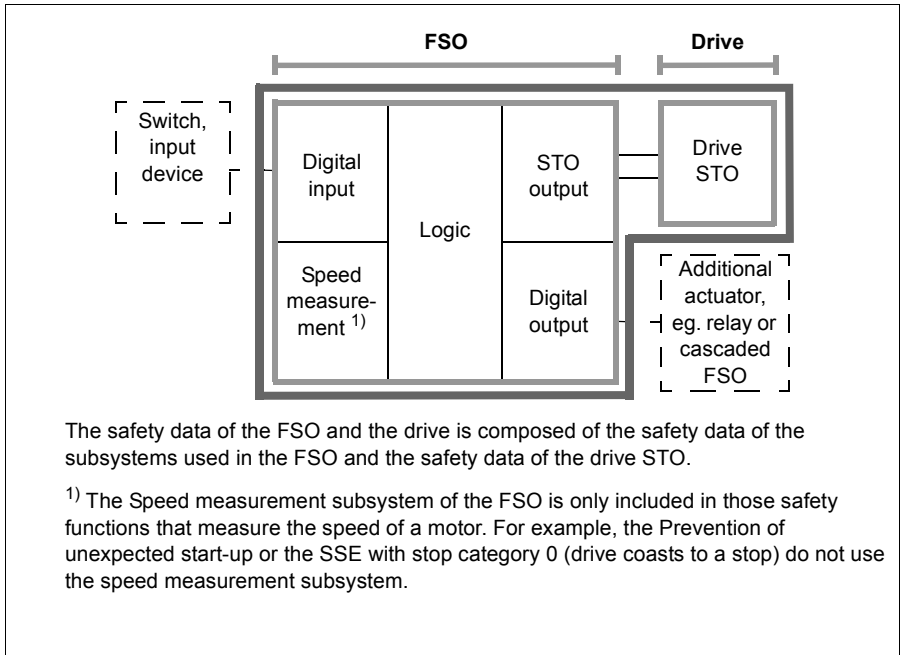 FSO
Drive
Switch,
input
device
Digital
input
Logic
STO
output
Drive
STO
Speed
measure-
ment 1)
Digital
output
Additional
actuator,
eg. relay or
cascaded
FSO
The safety data of the FSO and the drive is composed of the safety data of the
subsystems used in the FSO and the safety data of the drive STO.
1) The Speed measurement subsystem of the FSO is only included in those safety
functions that measure the speed of a motor. For example, the Prevention of
unexpected start-up or the SSE with stop category 0 (drive coasts to a stop) do not use
the speed measurement subsystem.